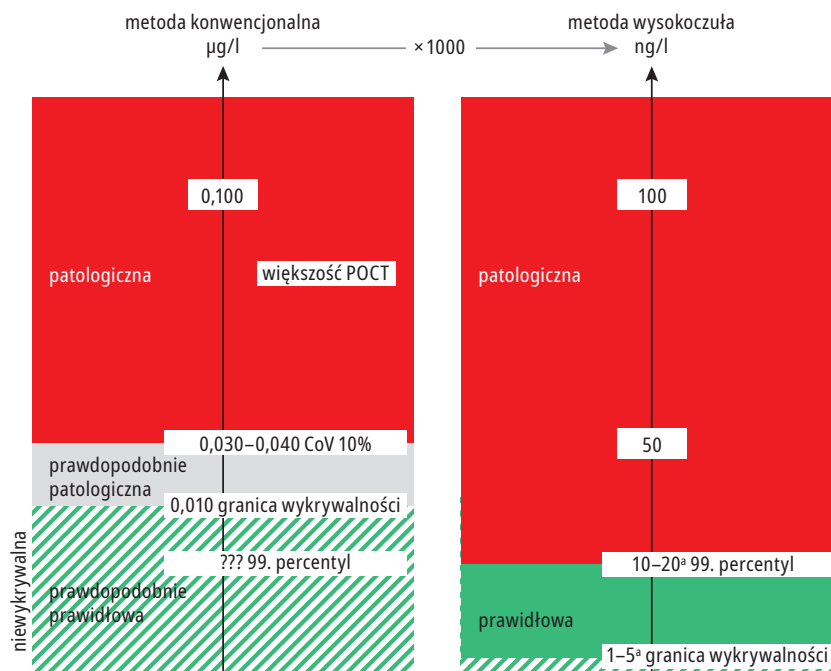 metoda konwencjonalna
µg/l
×1000
metoda wysokoczuła
ng/l
0,100
patologiczna
większość POCT
0,030–0,040 CoV 10%
prawdopodobnie
patologiczna
0,010 granica wykrywalności
??? 99. percentyl
prawdopodobnie
prawidłowa
niewykrywalna
100
patologiczna
50
10–20ᵃ 99. percentyl
prawidłowa
1–5ᵃ granica wykrywalności